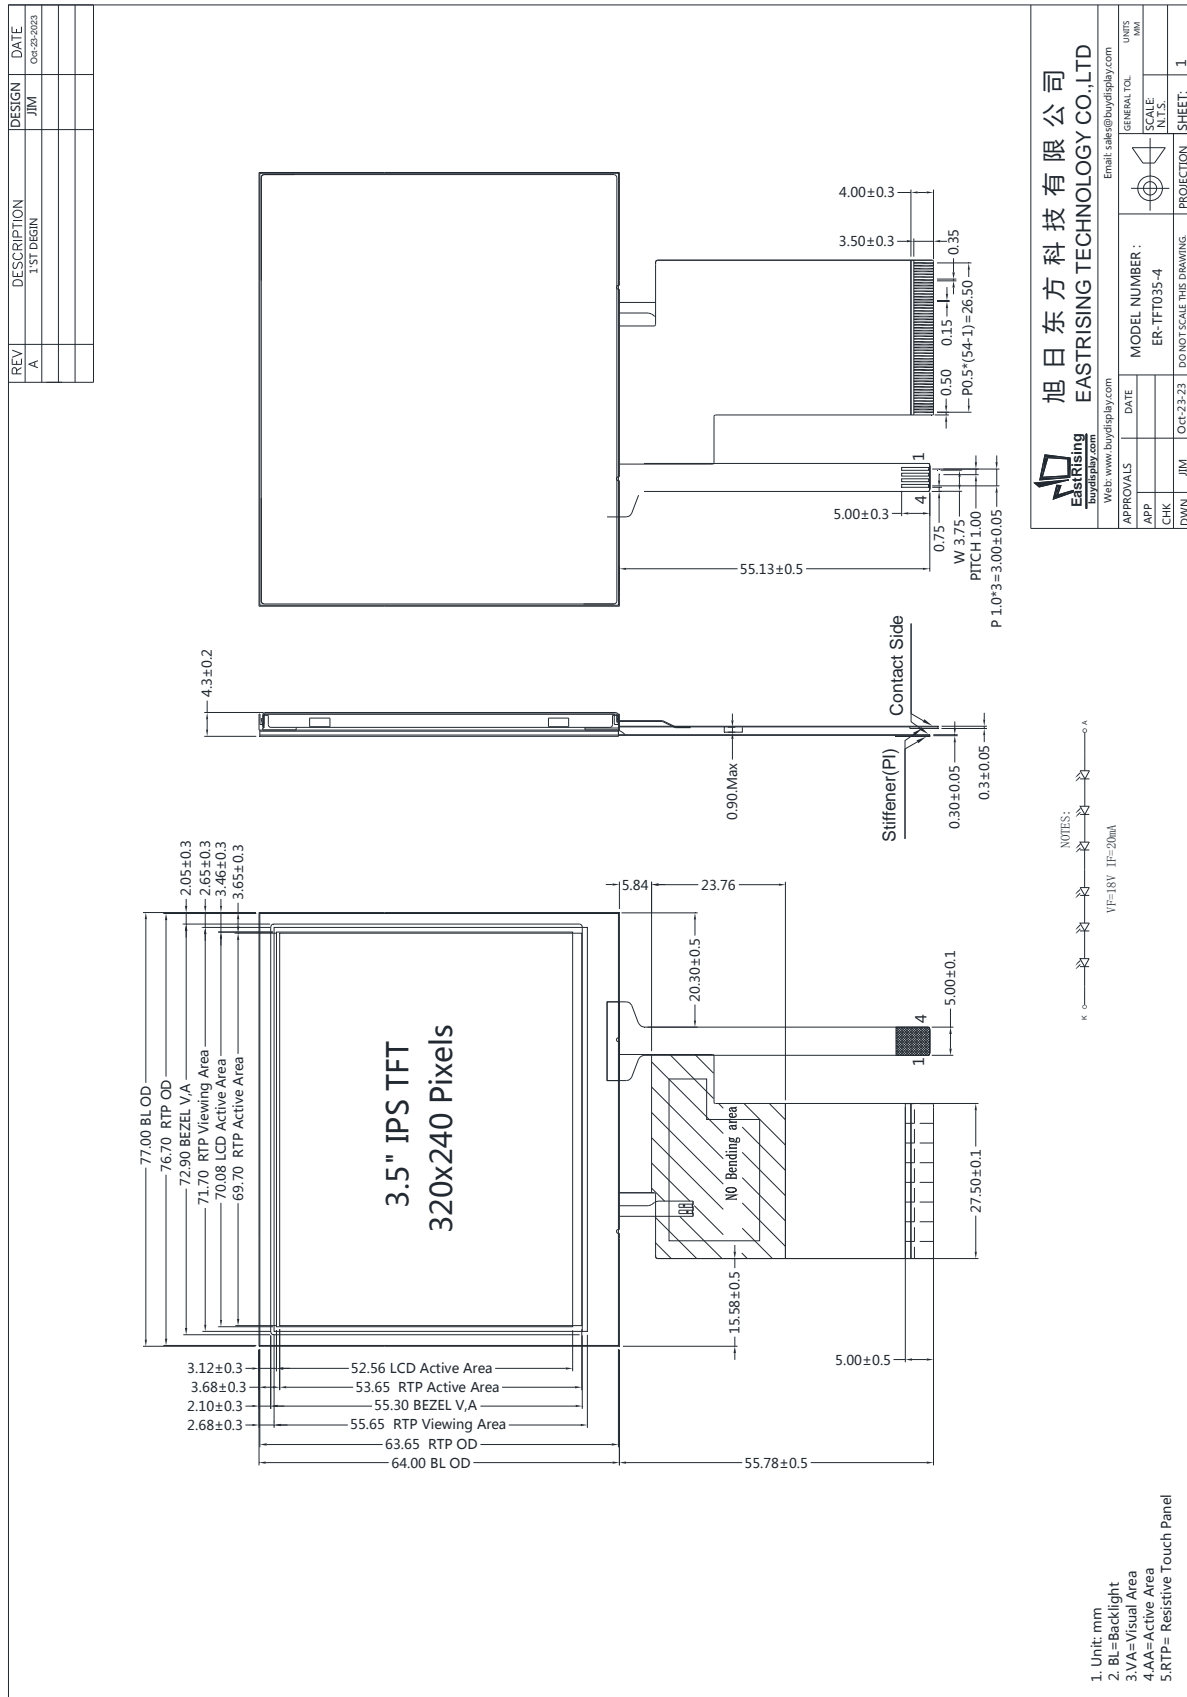 REV DESCRIPTION DESIGN DATE
A 1'ST DEGIN JIM Oct-23-2023
4.00±0.3
3.50±0.3
0.35
0.15
0.50
P0.5*(54-1)=26.50
1
4
5.00±0.3
0.75
W 3.75
PITCH 1.00
P 1.0*3=3.00±0.05
55.13±0.5
4.3±0.2
Contact Side
Stiffener(PI)
0.90.Max
0.30±0.05
0.3±0.05
2.05±0.3
2.65±0.3
3.46±0.3
3.65±0.3
77.00 BL OD
76.70 RTP OD
72.90 BEZEL V,A
71.70 RTP Viewing Area
70.08 LCD Active Area
69.70 RTP Active Area
3.5" IPS TFT
320x240 Pixels
5.84
23.76
20.30±0.5
5.00±0.1
1
4
NO Bending area
27.50±0.1
15.58±0.5
5.00±0.5
3.12±0.3
52.56 LCD Active Area
3.68±0.3
53.65 RTP Active Area
2.10±0.3
55.30 BEZEL V,A
2.68±0.3
55.65 RTP Viewing Area
63.65 RTP OD
64.00 BL OD
55.78±0.5
NOTES:
K
A
VF=18V IF=20mA
1. Unit: mm
2. BL=Backlight
3.VA=Visual Area
4.AA=Active Area
5.RTP= Resistive Touch Panel
EastRising
buydisplay.com
旭日东方科技有限公司
EASTRISING TECHNOLOGY CO.,LTD
Web: www.buydisplay.com
Email: sales@buydisplay.com
APPROVALS DATE
APP
CHK
DWN JIM Oct-23-23
MODEL NUMBER :
ER-TFT035-4
DO NOT SCALE THIS DRAWING.
PROJECTION
GENERAL TOL.
UNITS
MM
SCALE:
N.T.S.
SHEET: 1